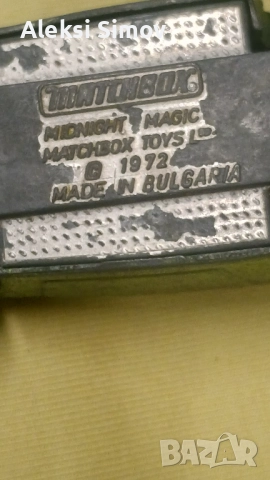 Aleksi Simov
MATCHBOX
MIDNIGHT MAGIC
MATCHBOX TOYS LTD.
© 1972
MADE IN BULGARIA
BAZAR